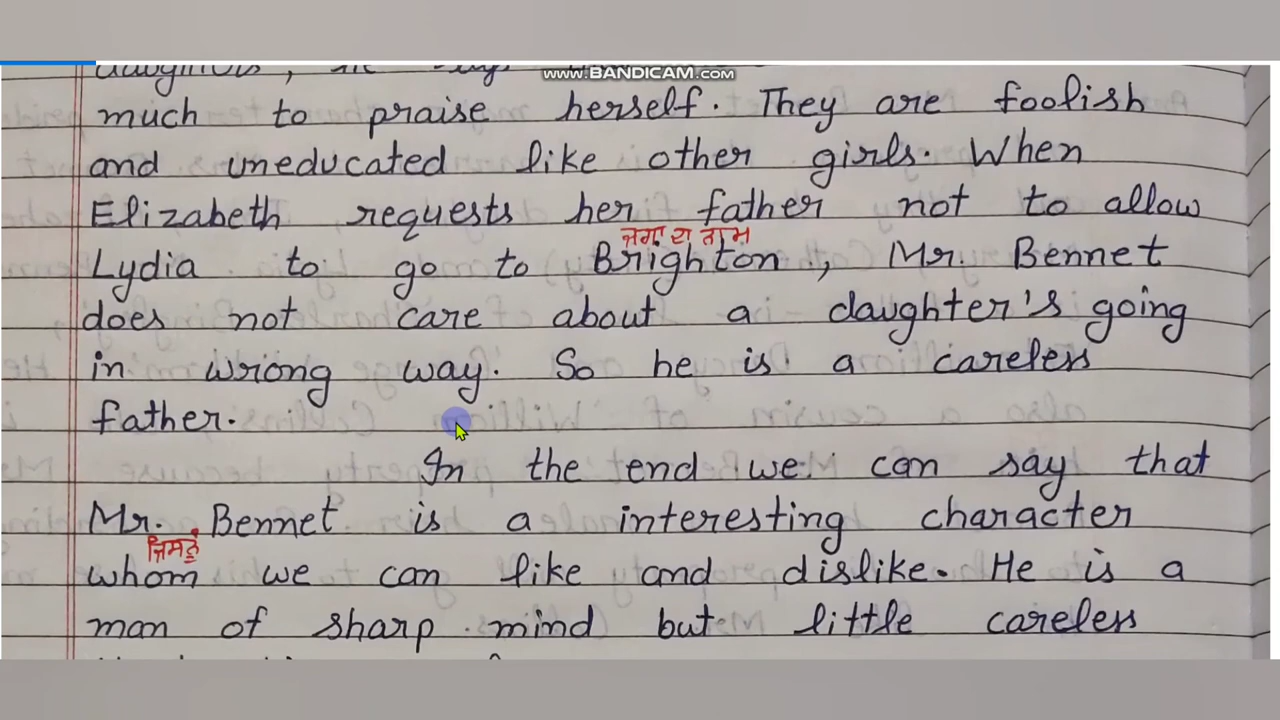 www.BANDICAM.com
much to praise herself. They are foolish
and uneducated like other girls. When
Elizabeth requests her father not to allow
ਜਗਾ ਦਾ ਨਾਮ
Lydia to go to Brighton, Mr. Bennet
does not care about a daughter's going
in wrong way. So he is a careless
father.
In the end we can say that
Mr. Bennet is a interesting character
ਜਿਸਨੂੰ
whom we can like and dislike. He is a
man of sharp mind but little careless